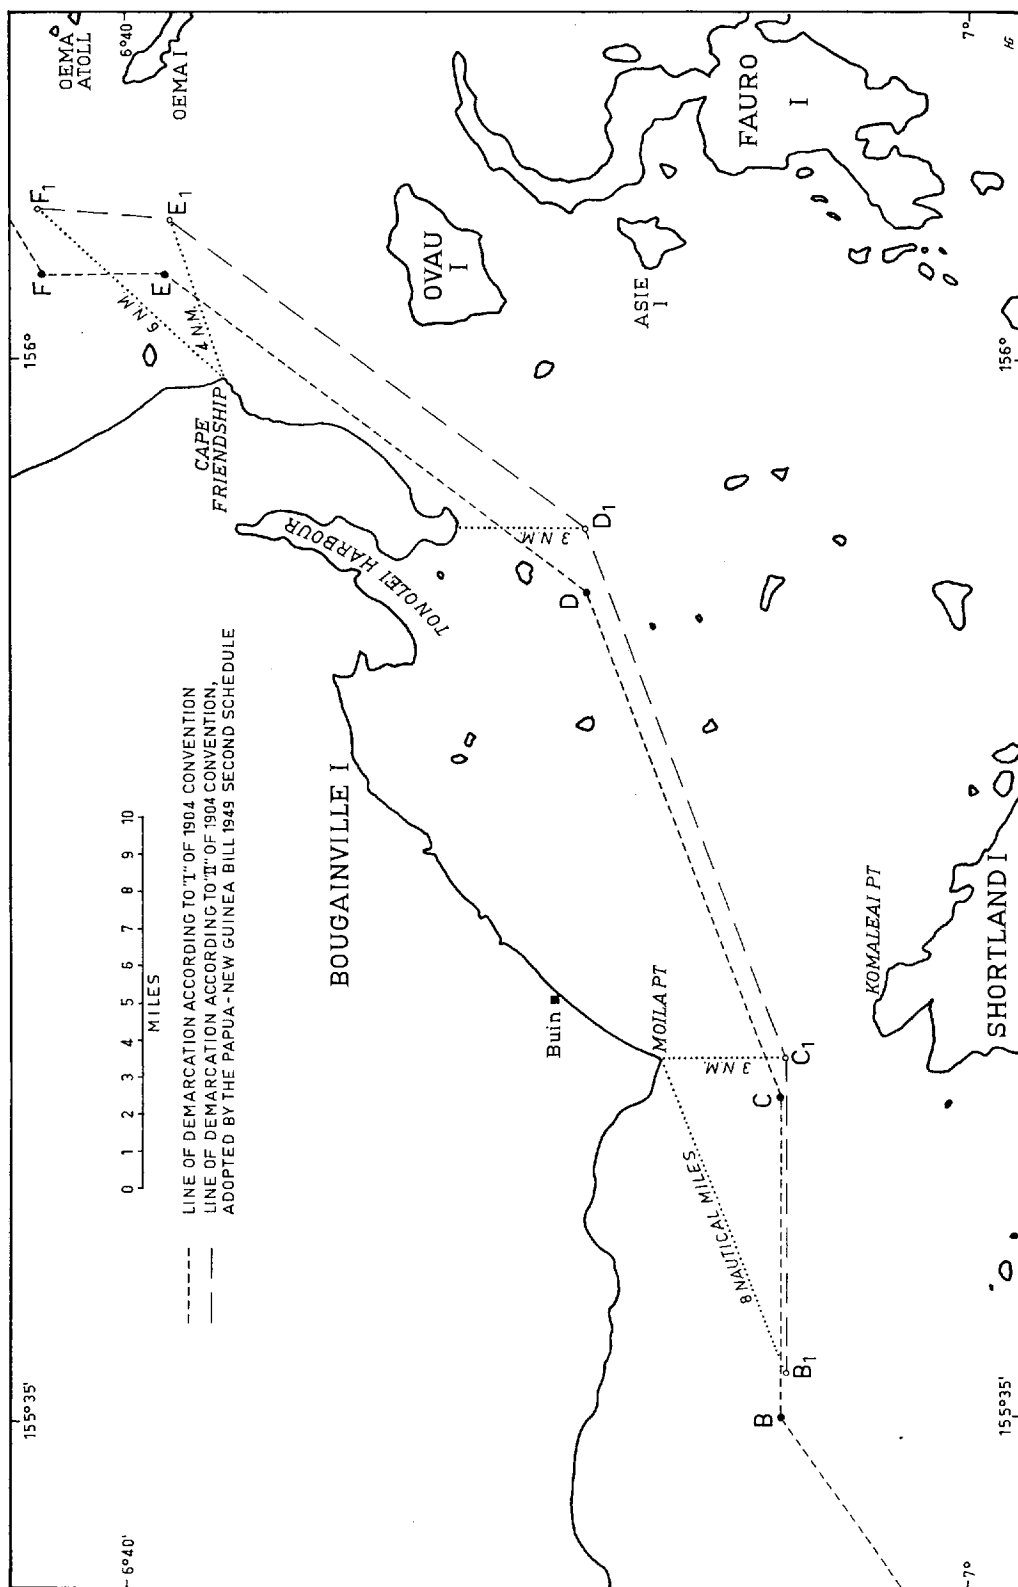 155°35'
156°
6°40'
OEMA
ATOLL
6°40'
OEMA I
F
F1
E
E1
6 N.M.
4 N.M.
CAPE
FRIENDSHIP
OVAU
I
ASIE
I
FAURO
I
TONOLEI HARBOUR
3 N.M.
D
D1
BOUGAINVILLE I
MILES
0 1 2 3 4 5 6 7 8 9 10
LINE OF DEMARCATION ACCORDING TO "I" OF 1904 CONVENTION
LINE OF DEMARCATION ACCORDING TO "II" OF 1904 CONVENTION,
ADOPTED BY THE PAPUA-NEW GUINEA BILL 1949 SECOND SCHEDULE
Buin
MOILA PT
3 N.M.
8 NAUTICAL MILES
C
C1
B
B1
KOMALEAI PT
SHORTLAND I
7°
155°35'
156°
7°